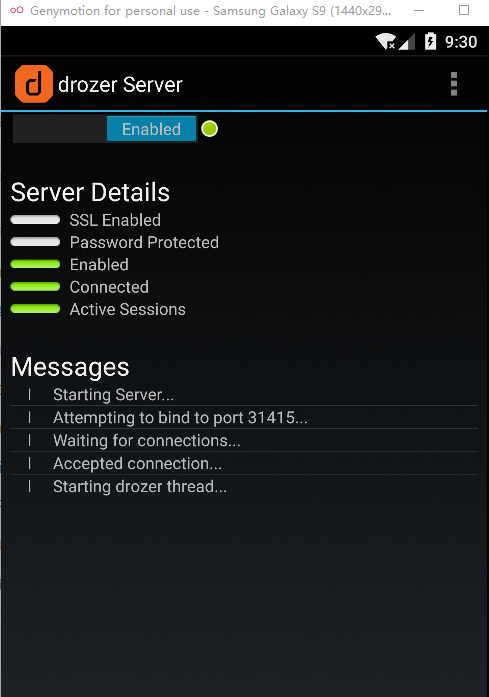 Genymotion for personal use - Samsung Galaxy S9 (1440x29...
9:30
drozer Server
Enabled
Server Details
SSL Enabled
Password Protected
Enabled
Connected
Active Sessions
Messages
I Starting Server...
I Attempting to bind to port 31415...
I Waiting for connections...
I Accepted connection...
I Starting drozer thread...